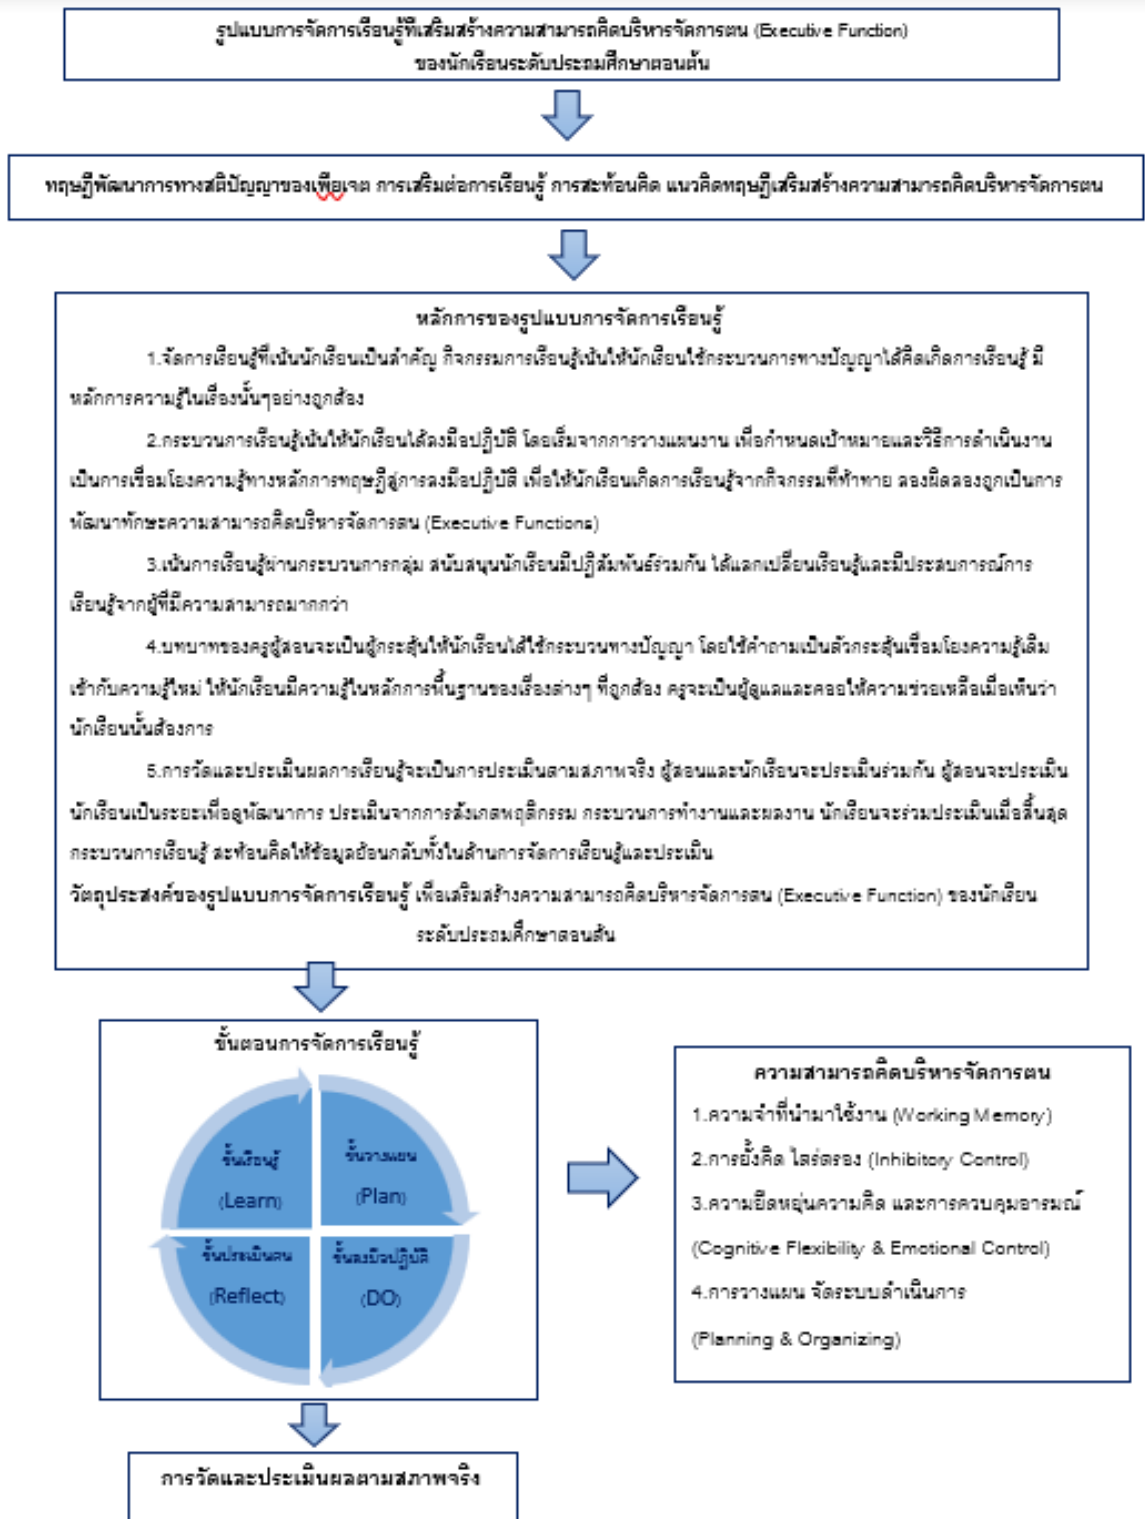 รูปแบบการจัดการเรียนรู้ที่เสริมสร้างความสามารถคิดบริหารจัดการตน (Executive Function)
ของนักเรียนระดับประถมศึกษาตอนต้น
ทฤษฎีพัฒนาการทางสติปัญญาของเพียเจต การเสริมต่อการเรียนรู้ การสะท้อนคิด แนวคิดทฤษฎีเสริมสร้างความสามารถคิดบริหารจัดการตน
หลักการของรูปแบบการจัดการเรียนรู้
1.จัดการเรียนรู้ที่เน้นนักเรียนเป็นสำคัญ กิจกรรมการเรียนรู้เน้นให้นักเรียนใช้กระบวนการทางปัญญาได้คิดเกิดการเรียนรู้ มี
หลักการความรู้ในเรื่องนั้นๆอย่างถูกต้อง
2.กระบวนการเรียนรู้เน้นให้นักเรียนได้ลงมือปฏิบัติ โดยเริ่มจากการวางแผนงาน เพื่อกำหนดเป้าหมายและวิธีการดำเนินงาน
เป็นการเชื่อมโยงความรู้ทางหลักการทฤษฎีสู่การลงมือปฏิบัติ เพื่อให้นักเรียนเกิดการเรียนรู้จากกิจกรรมที่ท้าทาย ลองผิดลองถูกเป็นการ
พัฒนาทักษะความสามารถคิดบริหารจัดการตน (Executive Functions)
3.เน้นการเรียนรู้ผ่านกระบวนการกลุ่ม สนับสนุนนักเรียนมีปฏิสัมพันธ์ร่วมกัน ได้แลกเปลี่ยนเรียนรู้และมีประสบการณ์การ
เรียนรู้จากผู้ที่มีความสามารถมากกว่า
4.บทบาทของครูผู้สอนจะเป็นผู้กระตุ้นให้นักเรียนได้ใช้กระบวนทางปัญญา โดยใช้คำถามเป็นตัวกระตุ้นเชื่อมโยงความรู้เดิม
เข้ากับความรู้ใหม่ ให้นักเรียนมีความรู้ในหลักการพื้นฐานของเรื่องต่างๆ ที่ถูกต้อง ครูจะเป็นผู้ดูแลและคออให้ความช่วยเหลือเมื่อเห็นว่า
นักเรียนนั้นต้องการ
5.การวัดและประเมินผลการเรียนรู้จะเป็นการประเมินตามสภาพจริง ผู้สอนและนักเรียนจะประเมินร่วมกัน ผู้สอนจะประเมิน
นักเรียนเป็นระยะเพื่อดูพัฒนาการ ประเมินจากการสังเกตพฤติกรรม กระบวนการทำงานและผลงาน นักเรียนจะร่วมประเมินเมื่อสิ้นสุด
กระบวนการเรียนรู้ สะท้อนคิดให้ข้อมูลย้อนกลับทั้งในด้านการจัดการเรียนรู้และประเมิน
วัตถุประสงค์ของรูปแบบการจัดการเรียนรู้ เพื่อเสริมสร้างความสามารถคิดบริหารจัดการตน (Executive Function) ของนักเรียน
ระดับประถมศึกษาตอนต้น
ขั้นตอนการจัดการเรียนรู้
ขั้นเรียนรู้
(Learn)
ขั้นวางแผน
(Plan)
ขั้นประเมินตน
(Reflect)
ขั้นลงมือปฏิบัติ
(DO)
ความสามารถคิดบริหารจัดการตน
1.ความจำที่นำมาใช้งาน (Working Memory)
2.การยั้งคิด ไตร่ตรอง (Inhibitory Control)
3.ความยืดหยุ่นความคิด และการควบคุมอารมณ์
(Cognitive Flexibility & Emotional Control)
4.การวางแผน จัดระบบดำเนินการ
(Planning & Organizing)
การวัดและประเมินผลตามสภาพจริง